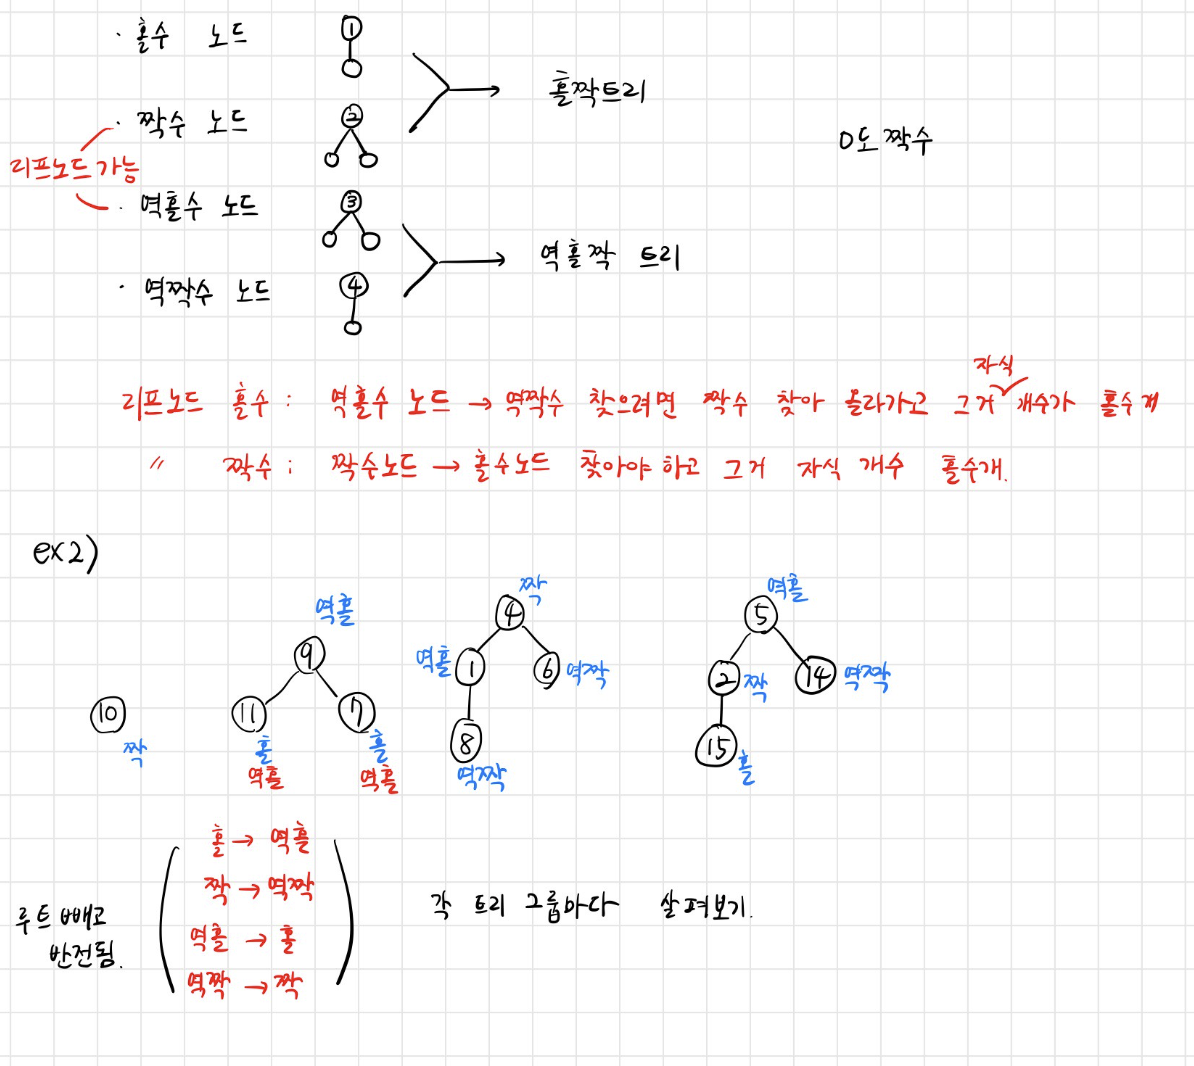 · 홀수 노드 ①
· 짝수 노드 ② → 홀짝트리
0도 짝수
리프노드 가능
· 역홀수 노드 ③
· 역짝수 노드 ④ → 역홀짝 트리
자식
리프노드 홀수 : 역홀수 노드 → 역짝수 찾으려면 짝수 찾아 올라가고 그거 ✓ 개수가 홀수개
〃 짝수 : 짝수노드 → 홀수노드 찾아야 하고 그거 자식 개수 홀수개.
ex2)
10
짝
역홀
9
11 7
홀 홀
역홀 역홀
짝
4
역홀 1 6 역짝
8
역짝
역홀
5
2 짝 14 역짝
15 홀
루트 빼고
반전됨.
홀 → 역홀
짝 → 역짝
역홀 → 홀
역짝 → 짝
각 트리 그룹마다 살펴보기.